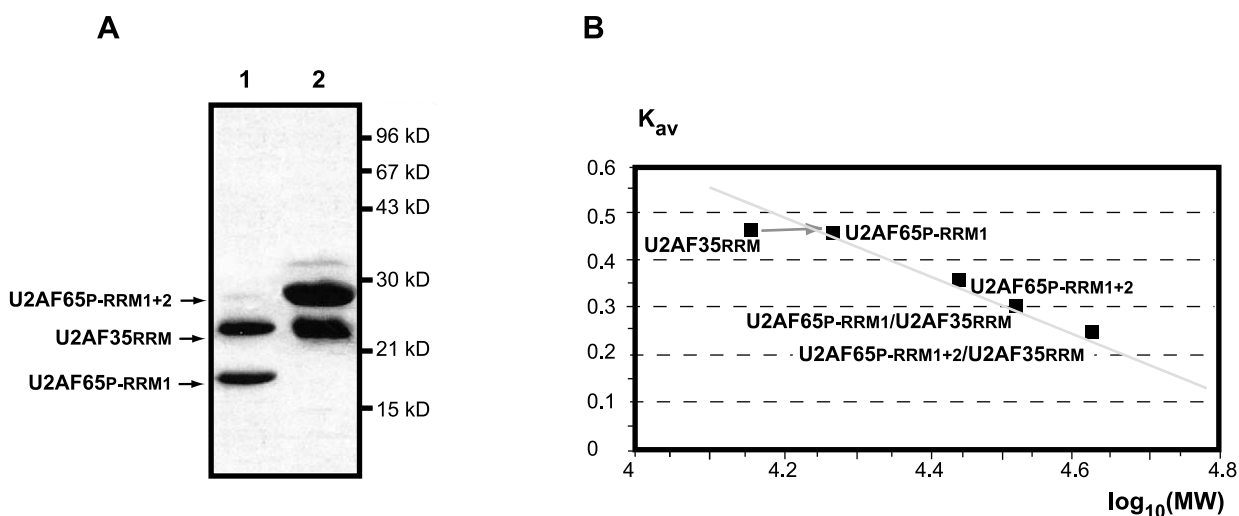 A
B
1 2
96 kD
67 kD
43 kD
30 kD
21 kD
15 kD
U2AF65P-RRM1+2
U2AF35RRM
U2AF65P-RRM1
Kav
0.6
0.5
0.4
0.3
0.2
0.1
0
U2AF35RRM
U2AF65P-RRM1
U2AF65P-RRM1+2
U2AF65P-RRM1/U2AF35RRM
U2AF65P-RRM1+2/U2AF35RRM
4 4.2 4.4 4.6 4.8
log10(MW)